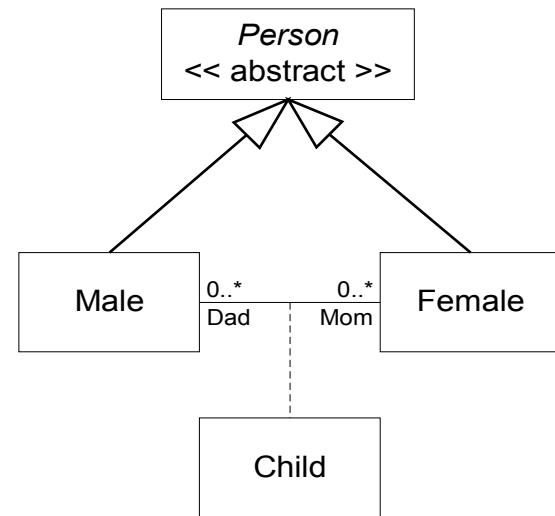 Person
<< abstract >>
Male
0..*
Dad
0..*
Mom
Female
Child